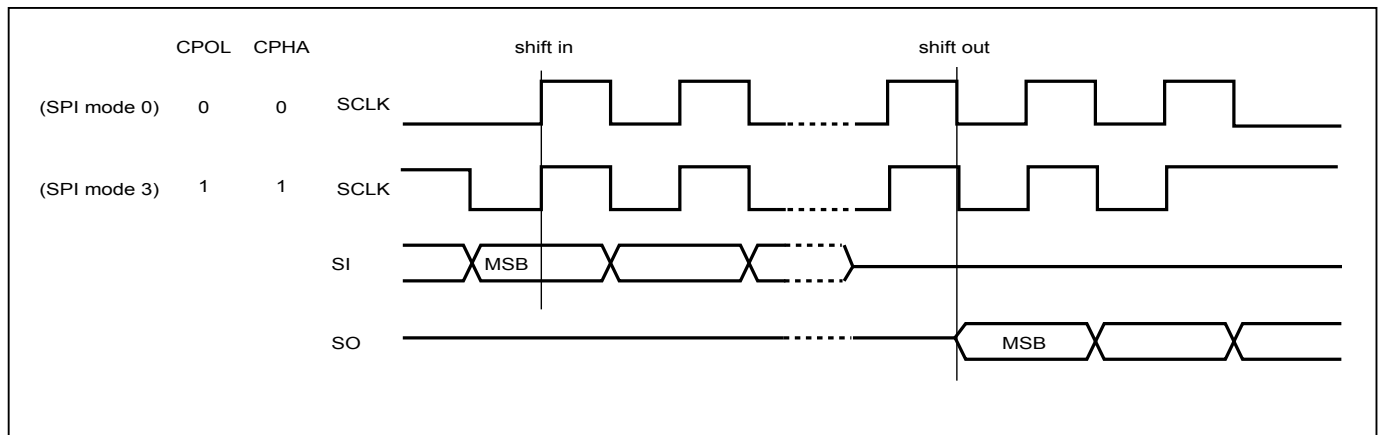 CPOL CPHA shift in shift out
(SPI mode 0) 0 0 SCLK
(SPI mode 3) 1 1 SCLK
SI MSB
SO MSB